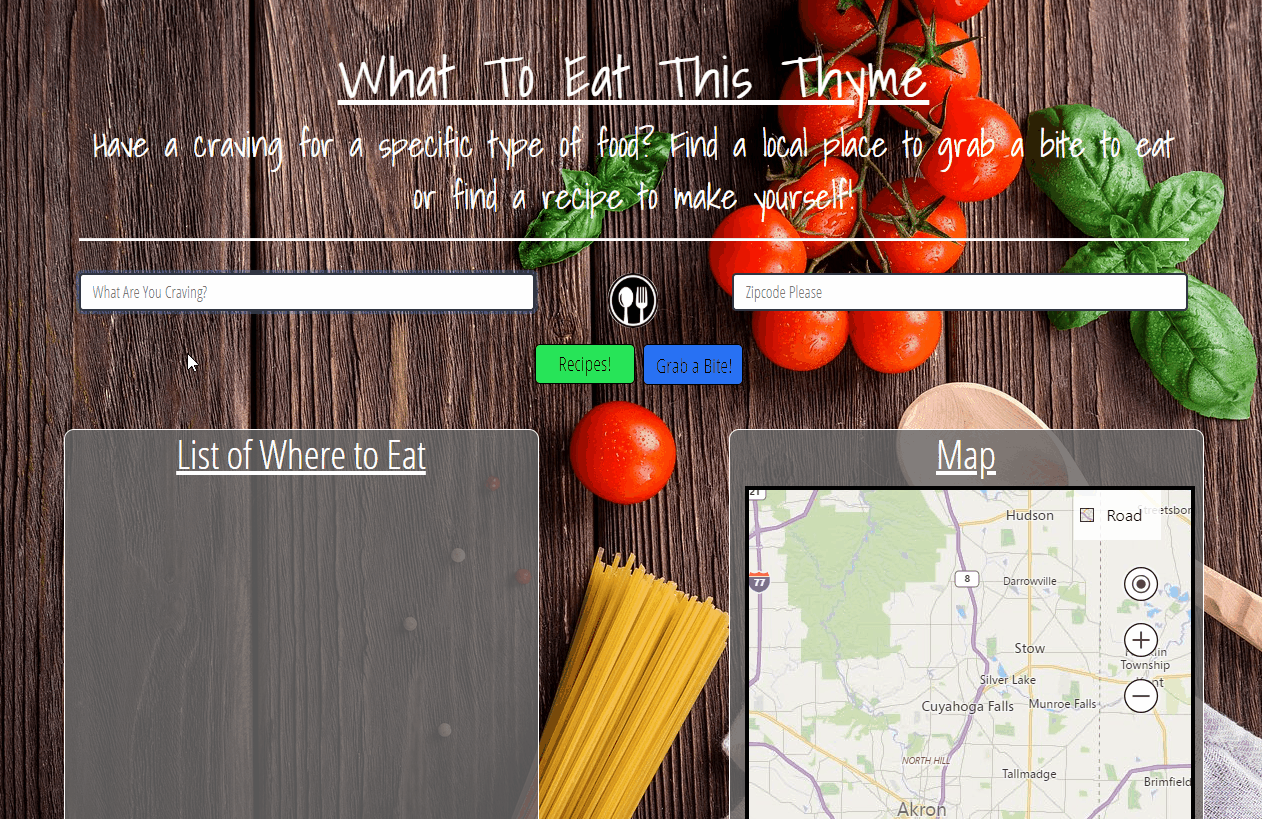 What To Eat This Thyme
Have a craving for a specific type of food? Find a local place to grab a bite to eat
or find a recipe to make yourself!
What Are You Craving?
Zipcode Please
Recipes!
Grab a Bite!
List of Where to Eat
Map
21
Hudson
Road
77
8
Darrowville
Stow
Township
Silver Lake
Cuyahoga Falls
Munroe Falls
NORTH HILL
Tallmadge
Brimfield
Akron